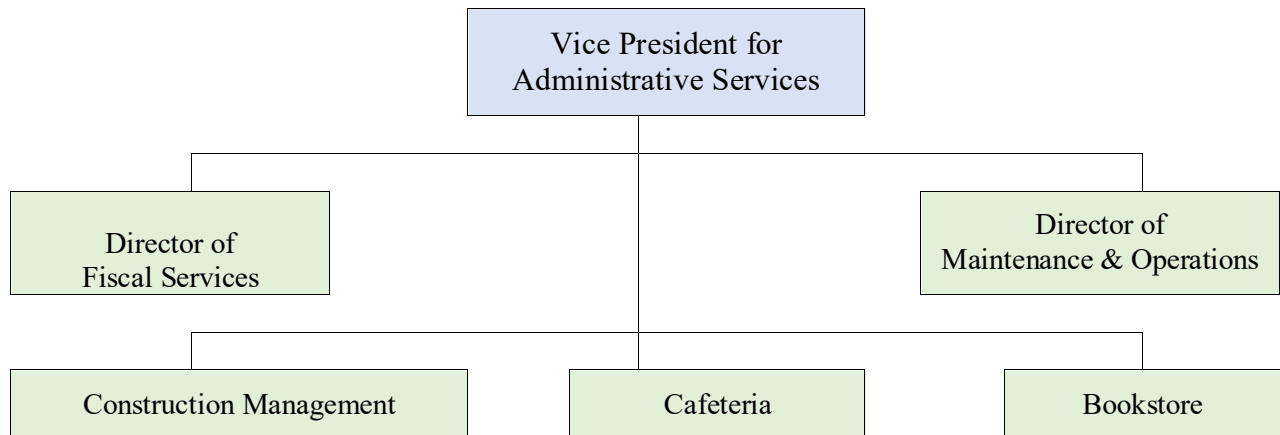 Vice President for
Administrative Services
Director of
Fiscal Services
Director of
Maintenance & Operations
Construction Management
Cafeteria
Bookstore